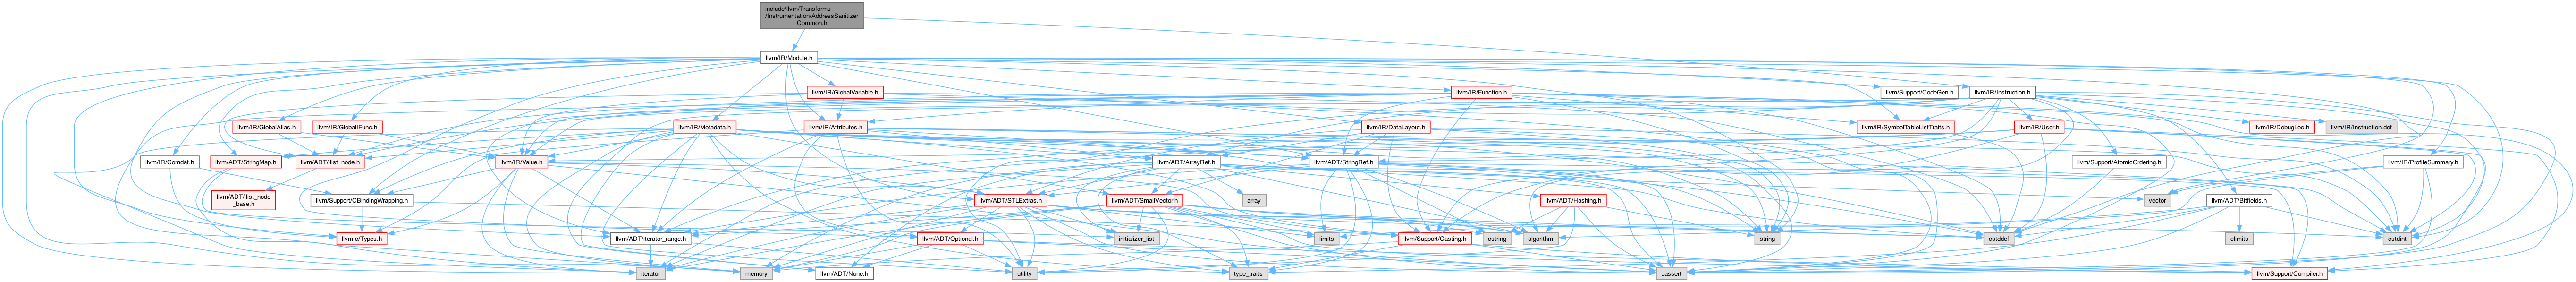 include/llvm/Transforms
/Instrumentation/AddressSanitizer
Common.h
llvm/IR/Module.h
llvm/IR/GlobalVariable.h
llvm/IR/Function.h
llvm/Support/CodeGen.h
llvm/IR/Instruction.h
llvm/IR/GlobalAlias.h
llvm/IR/GlobalIFunc.h
llvm/IR/Metadata.h
llvm/IR/Attributes.h
llvm/IR/DataLayout.h
llvm/IR/SymbolTableListTraits.h
llvm/IR/User.h
llvm/IR/DebugLoc.h
llvm/IR/Instruction.def
llvm/IR/Comdat.h
llvm/ADT/StringMap.h
llvm/ADT/ilist_node.h
llvm/IR/Value.h
llvm/ADT/ArrayRef.h
llvm/ADT/StringRef.h
llvm/Support/AtomicOrdering.h
llvm/IR/ProfileSummary.h
llvm/ADT/ilist_node
_base.h
llvm/Support/CBindingWrapping.h
llvm/ADT/STLExtras.h
llvm/ADT/SmallVector.h
array
llvm/ADT/Hashing.h
vector
llvm/ADT/Bitfields.h
llvm-c/Types.h
llvm/ADT/iterator_range.h
llvm/ADT/Optional.h
initializer_list
limits
llvm/Support/Casting.h
cstring
algorithm
string
cstddef
climits
cstdint
iterator
memory
llvm/ADT/None.h
utility
type_traits
cassert
llvm/Support/Compiler.h